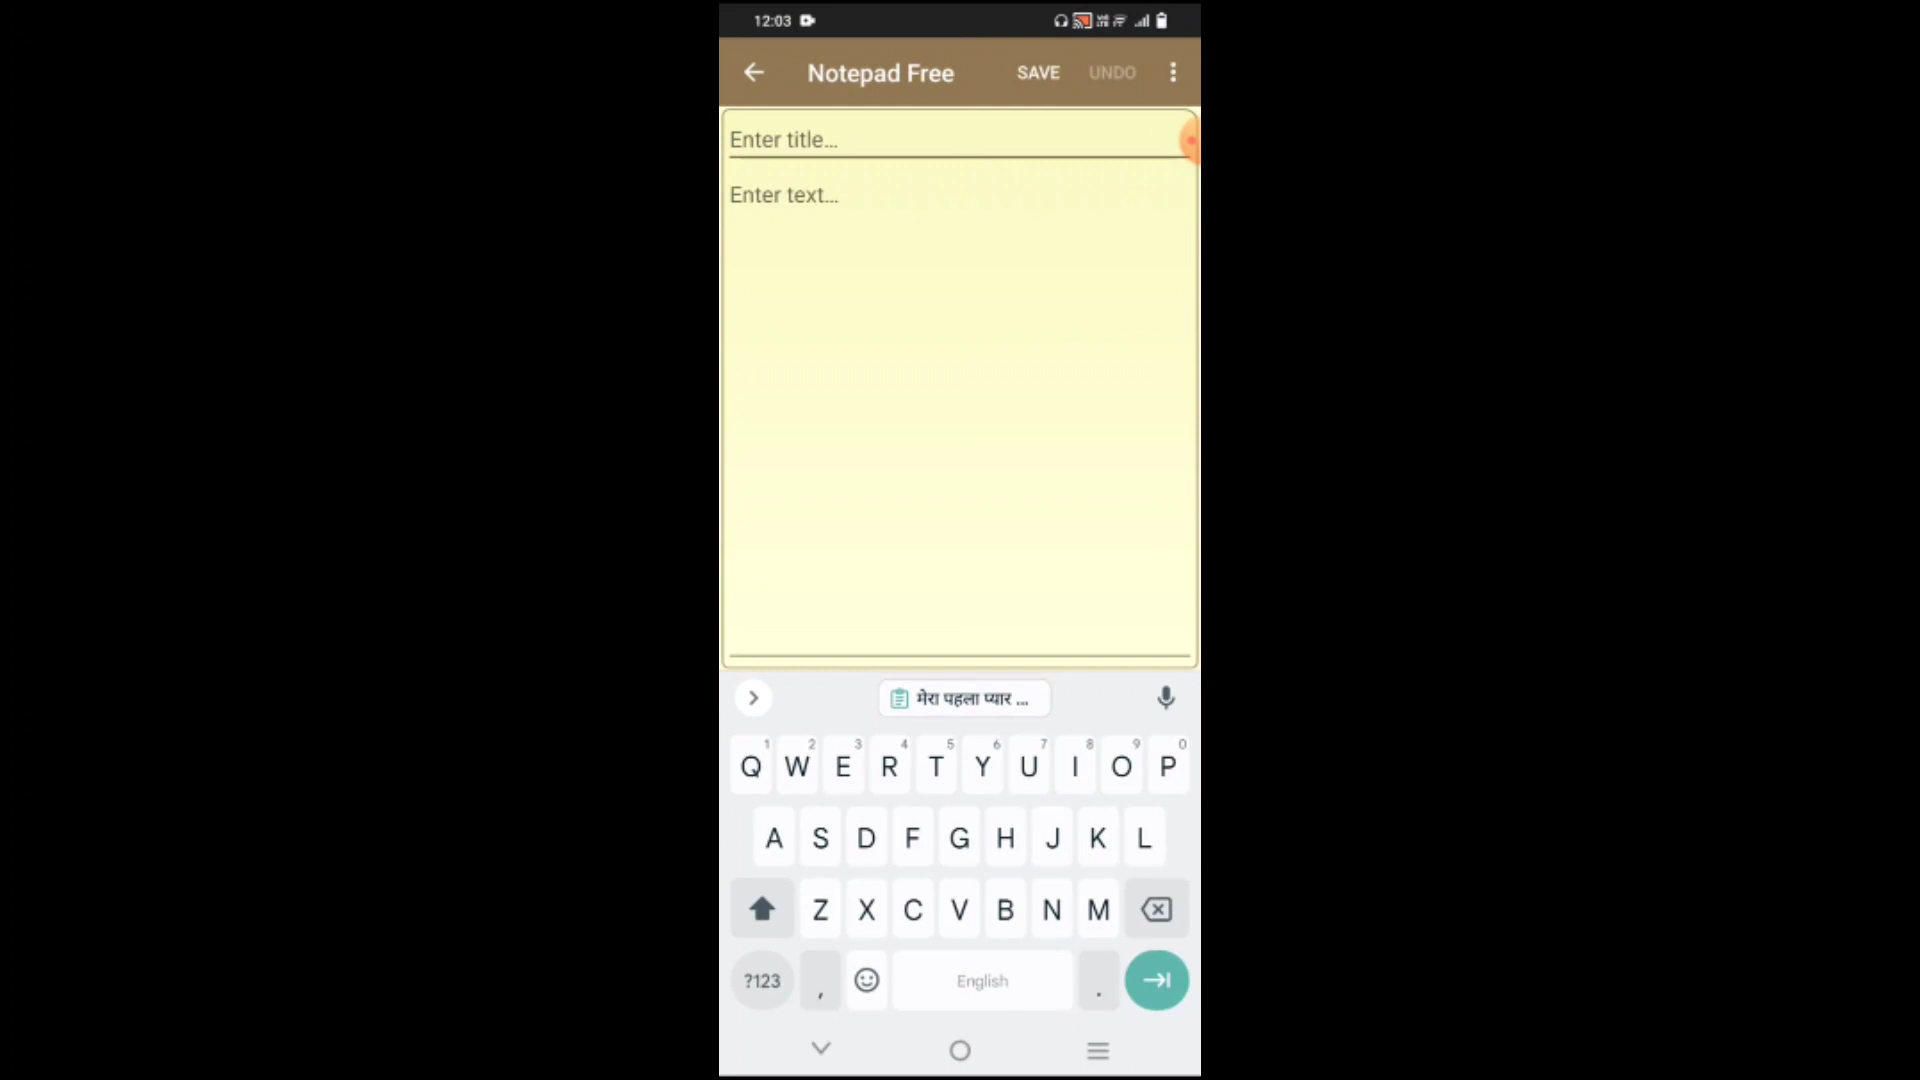 12:03
Notepad Free SAVE UNDO
Enter title...
Enter text...
मेरा पहला प्यार ...
1 2 3 4 5 6 7 8 9 0
Q W E R T Y U I O P
A S D F G H J K L
Z X C V B N M
?123 , English .